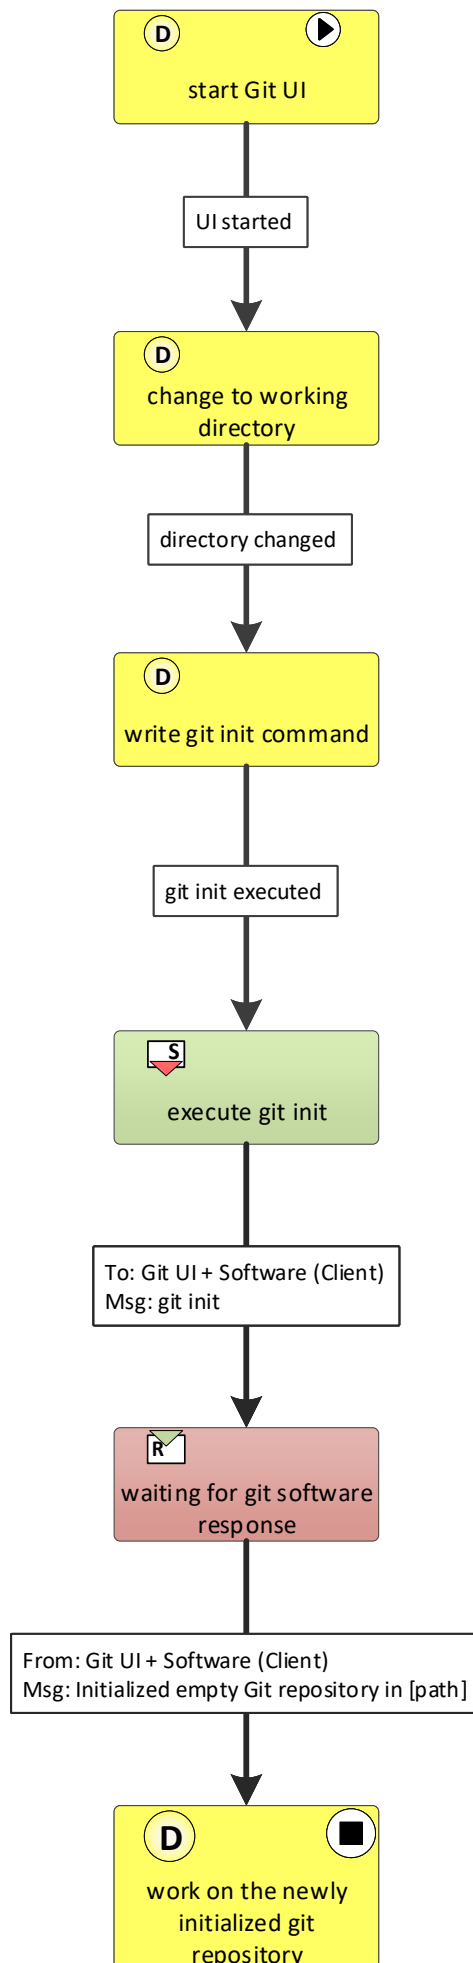 D
start Git UI
UI started
D
change to working
directory
directory changed
D
write git init command
git init executed
S
execute git init
To: Git UI + Software (Client)
Msg: git init
R
waiting for git software
response
From: Git UI + Software (Client)
Msg: Initialized empty Git repository in [path]
D
work on the newly
initialized git
repository